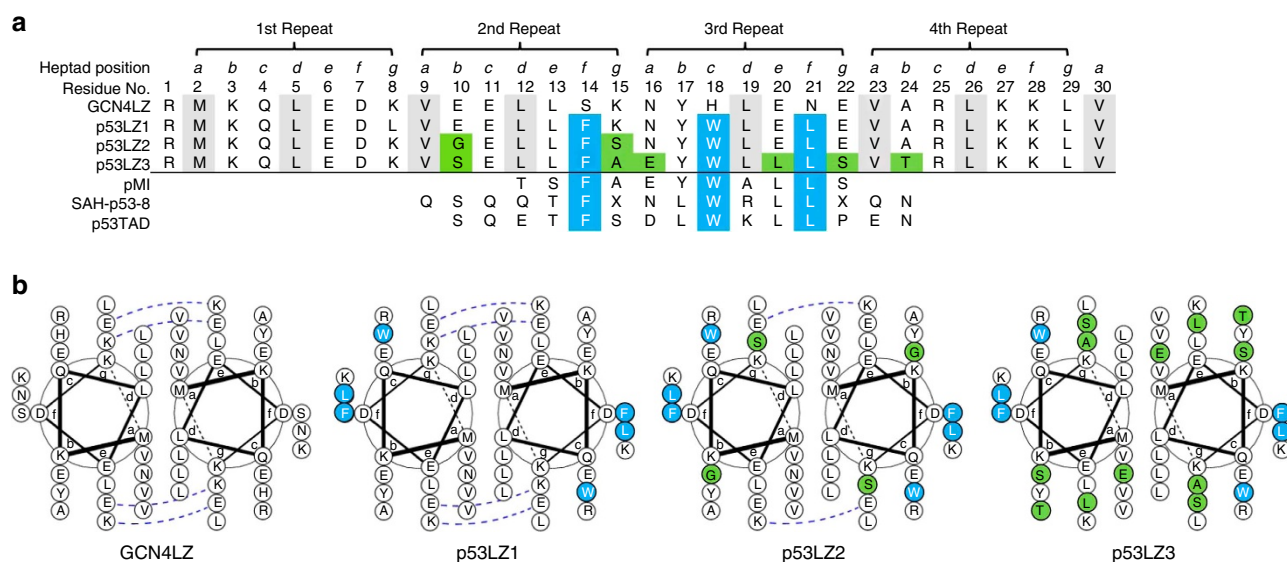 a
1st Repeat 2nd Repeat 3rd Repeat 4th Repeat
Heptad position a b c d e f g a b c d e f g a b c d e f g a b c d e f g a
Residue No. 1 2 3 4 5 6 7 8 9 10 11 12 13 14 15 16 17 18 19 20 21 22 23 24 25 26 27 28 29 30
GCN4LZ R M K Q L E D K V E E L L S K N Y H L E N E V A R L K K L V
p53LZ1 R M K Q L E D L V E E L L F K N Y W L E L E V A R L K K L V
p53LZ2 R M K Q L E D K V G E L L F S N Y W L E L E V A R L K K L V
p53LZ3 R M K Q L E D K V S E L L F A E Y W L L L S V T R L K K L V
pMI T S F A E Y W A L L S
SAH-p53-8 Q S Q Q T F X N L W R L L X Q N
p53TAD S Q E T F S D L W K L L P E N
b
R H E Q c
L E K K g
L L L L d
K N S D f
K E Y A b
E L E K e
M V N V V a
V V N V M a
K E L E e
A Y E K b
D S N K f
L L L L d
K K E L g
Q E H R c
GCN4LZ
R W E Q c
L E K K g
L L L L d
K L F D f
K E Y A b
E L E K e
M V N V V a
V V N V M a
K E L E e
A Y E K b
D F L K f
L L L L d
K K E L g
Q E W R c
p53LZ1
R W E Q c
L E S K g
L L L L d
K L F D f
K G Y A b
E L E K e
M V N V V a
V V N V M a
K E L E e
A Y G K b
D F L K f
L L L L d
K S E L g
Q E W R c
p53LZ2
R W E Q c
L S A K g
L L L L d
K L F D f
K S Y T b
E L L K e
M V E V V a
V V E V M a
K L L E e
T Y S K b
D F L K f
L L L L d
K A S L g
Q E W R c
p53LZ3